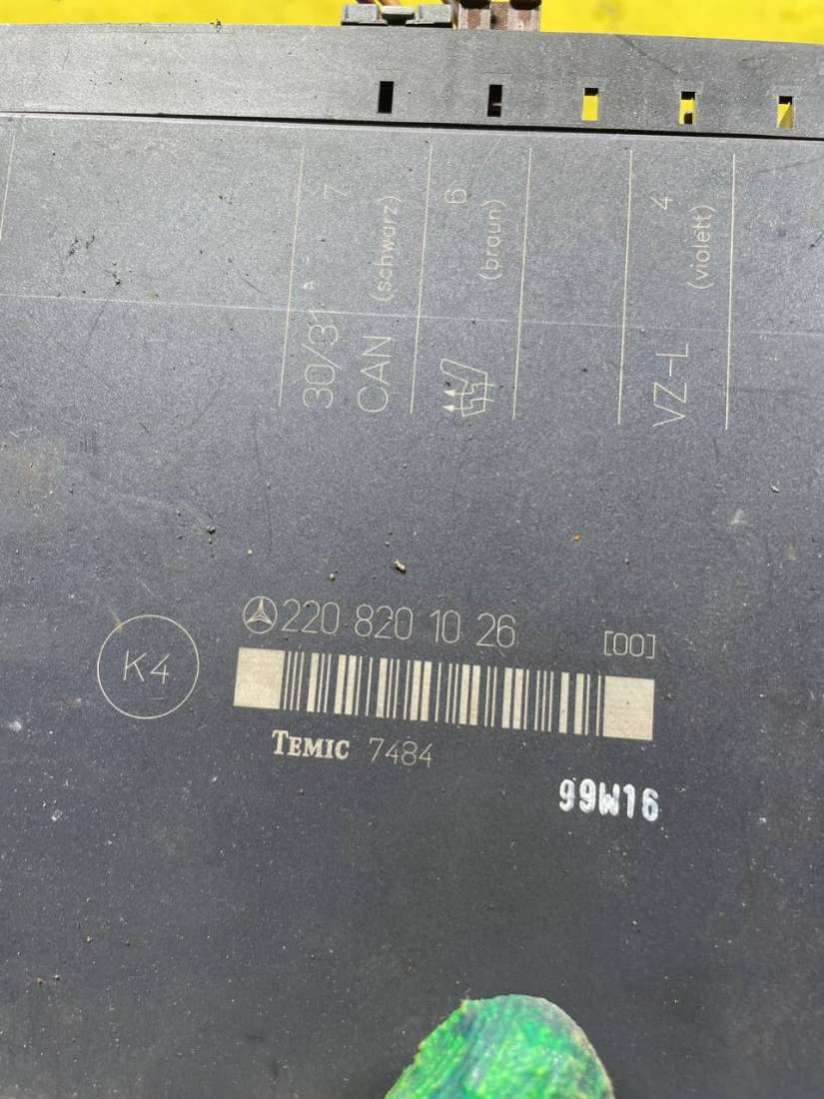 30/31 7
CAN (schwarz)
6
(braun)
VZ-L 4
(violett)
220 820 10 26 [00]
K4
TEMIC 7484
99W16